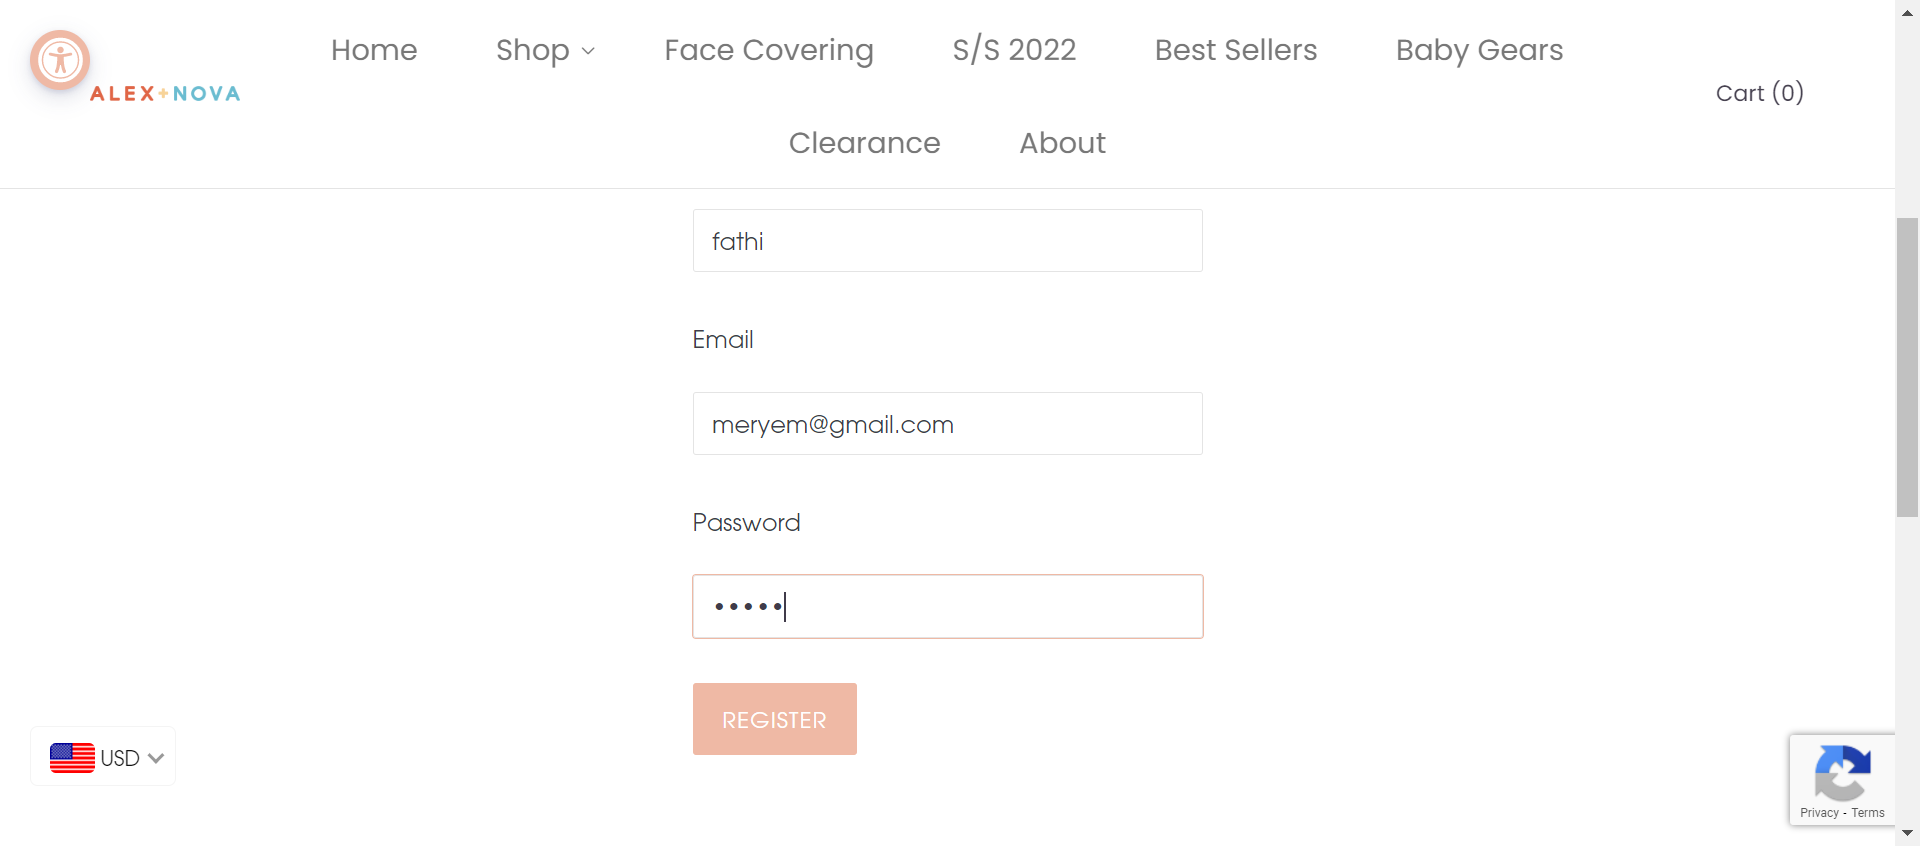 Home Shop Face Covering S/S 2022 Best Sellers Baby Gears
ALEX+NOVA
Cart (0)
Clearance About
fathi
Email
meryem@gmail.com
Password
•••••
REGISTER
USD
Privacy - Terms